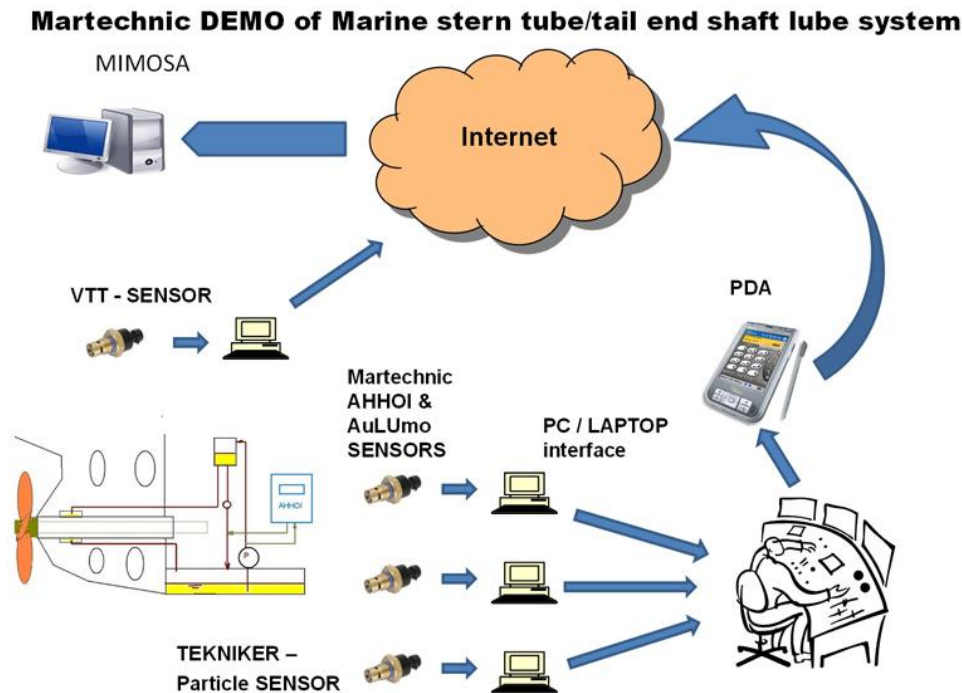 Martechnic DEMO of Marine stern tube/tail end shaft lube system
MIMOSA
Internet
VTT - SENSOR
PDA
Martechnic
AHHOI &
AuLUmo
SENSORS
PC / LAPTOP
interface
AHHOI
P
TEKNIKER –
Particle SENSOR